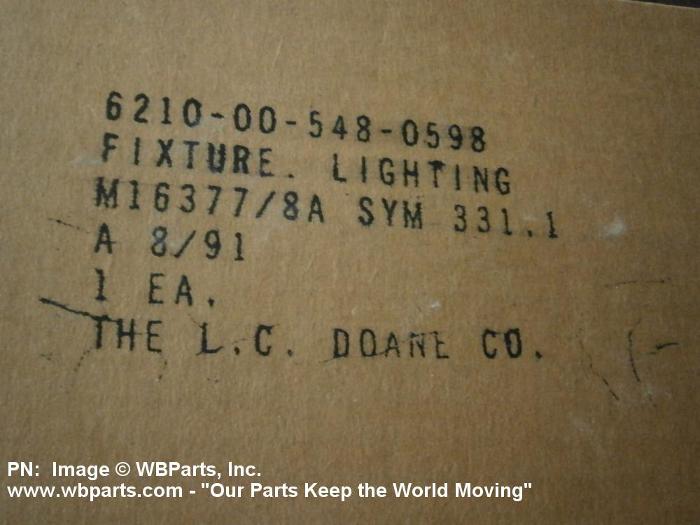 6210-00-548-0598
FIXTURE. LIGHTING
M16377/8A SYM 331.1
A 8/91
1 EA.
THE L.C. DOANE CO.
PN:  Image © WBParts, Inc.
www.wbparts.com - "Our Parts Keep the World Moving"